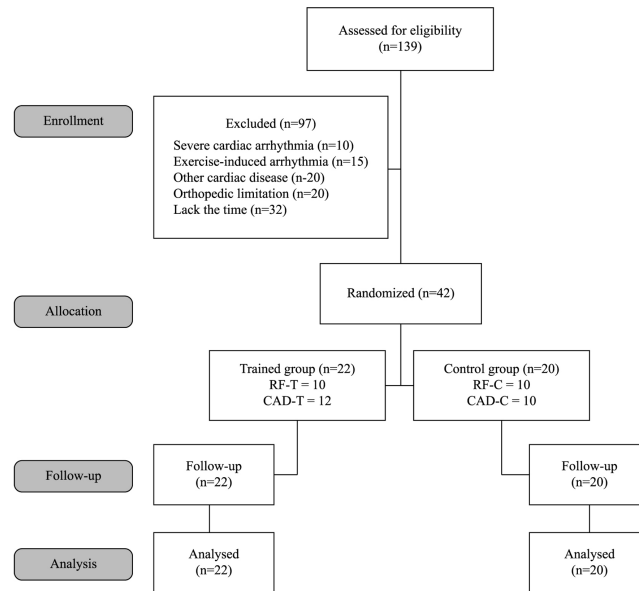 Assessed for eligibility
(n=139)
Enrollment
Excluded (n=97)
Severe cardiac arrhythmia (n=10)
Exercise-induced arrhythmia (n=15)
Other cardiac disease (n-20)
Orthopedic limitation (n=20)
Lack the time (n=32)
Allocation
Randomized (n=42)
Trained group (n=22)
RF-T = 10
CAD-T = 12
Control group (n=20)
RF-C = 10
CAD-C = 10
Follow-up
Follow-up
(n=22)
Follow-up
(n=20)
Analysis
Analysed
(n=22)
Analysed
(n=20)